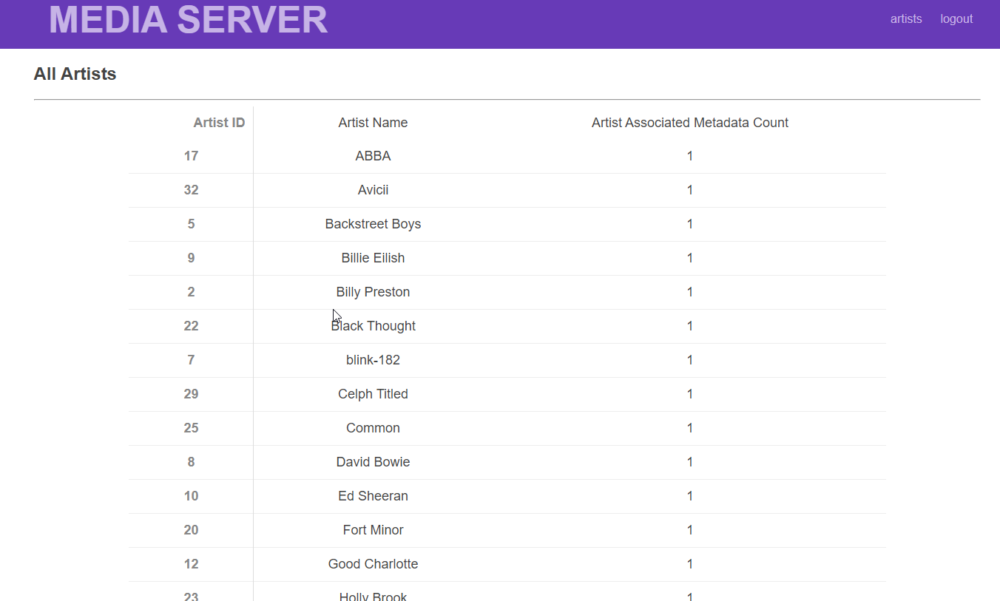 MEDIA SERVER
artists logout
All Artists
Artist ID Artist Name Artist Associated Metadata Count
17 ABBA 1
32 Avicii 1
5 Backstreet Boys 1
9 Billie Eilish 1
2 Billy Preston 1
22 Black Thought 1
7 blink-182 1
29 Celph Titled 1
25 Common 1
8 David Bowie 1
10 Ed Sheeran 1
20 Fort Minor 1
12 Good Charlotte 1
23 Holly Brook 1